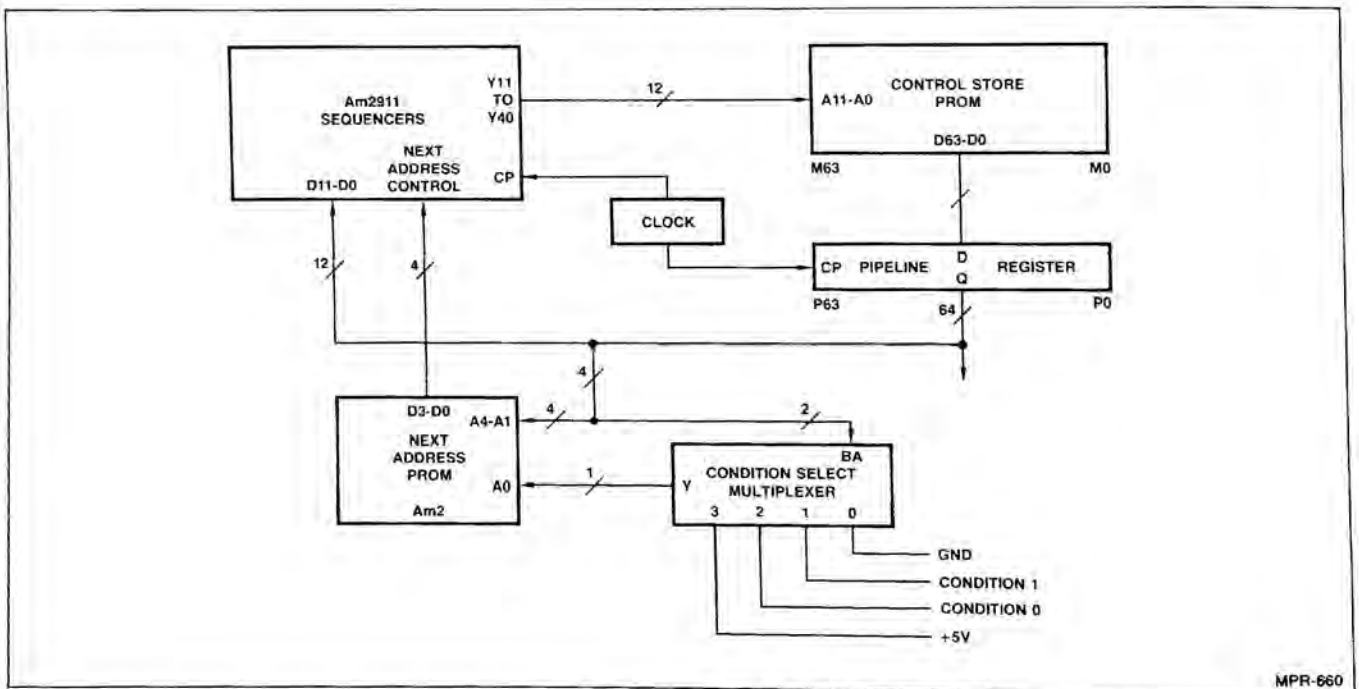 Am2911
SEQUENCERS
Y11
TO
Y40
NEXT
ADDRESS
CONTROL
D11-D0
CP
12
CONTROL STORE
PROM
A11-A0
D63-D0
M63
M0
CLOCK
CP
PIPELINE
D
Q
REGISTER
P63
P0
64
12
4
4
D3-D0
A4-A1
NEXT
ADDRESS
PROM
A0
Am2
4
2
1
BA
CONDITION SELECT
MULTIPLEXER
Y
3 2 1 0
GND
CONDITION 1
CONDITION 0
+5V
MPR-660